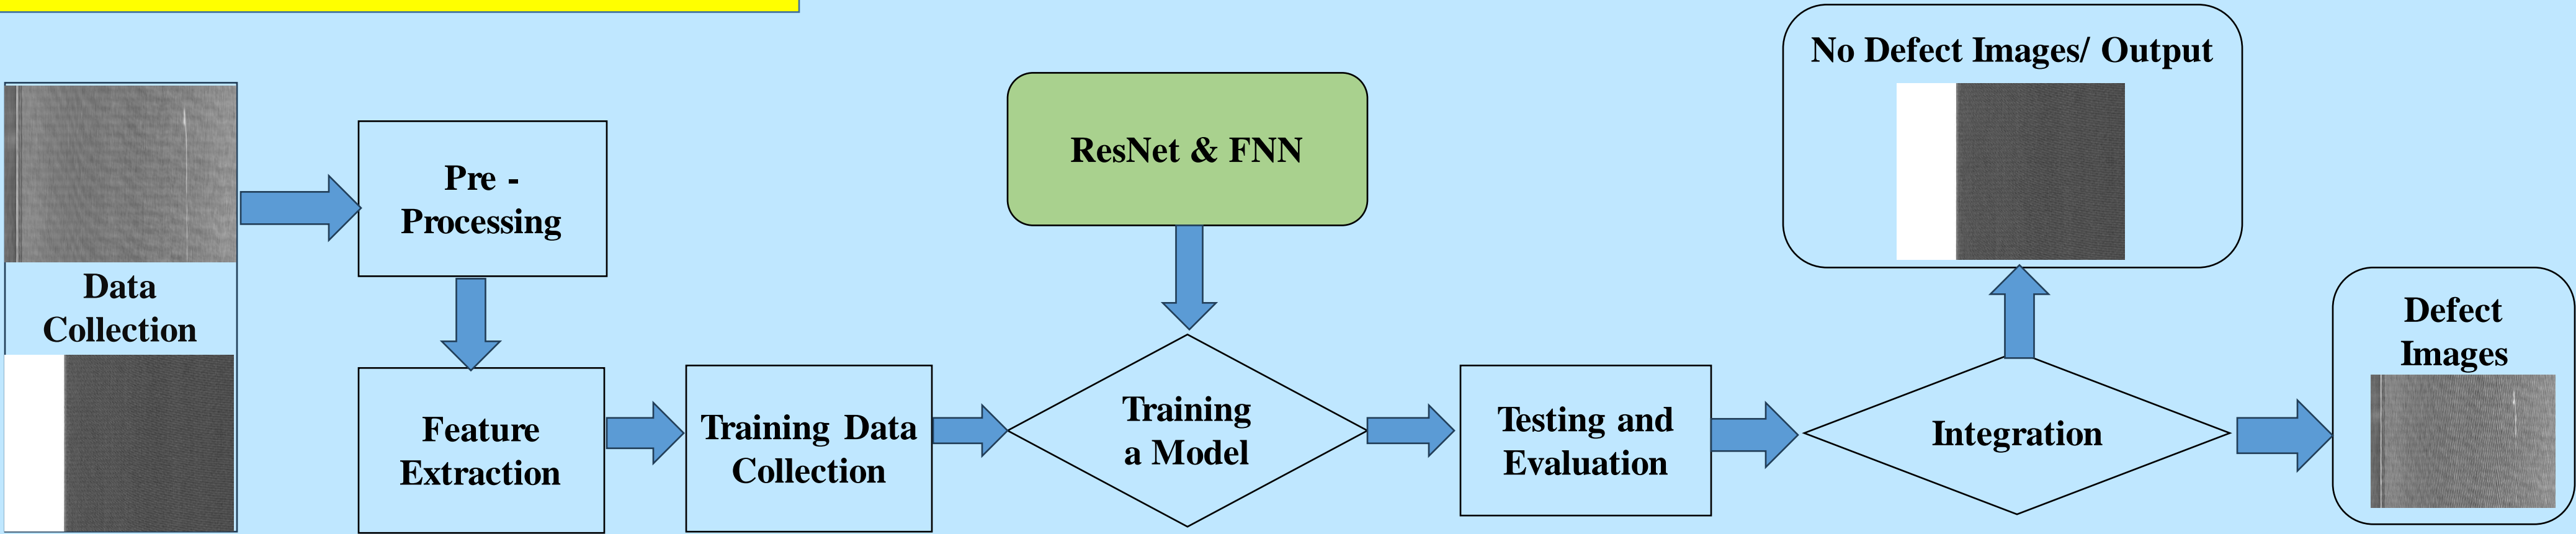 Data
Collection
Pre -
Processing
Feature
Extraction
Training Data
Collection
ResNet & FNN
Training
a Model
Testing and
Evaluation
Integration
No Defect Images/ Output
Defect
Images